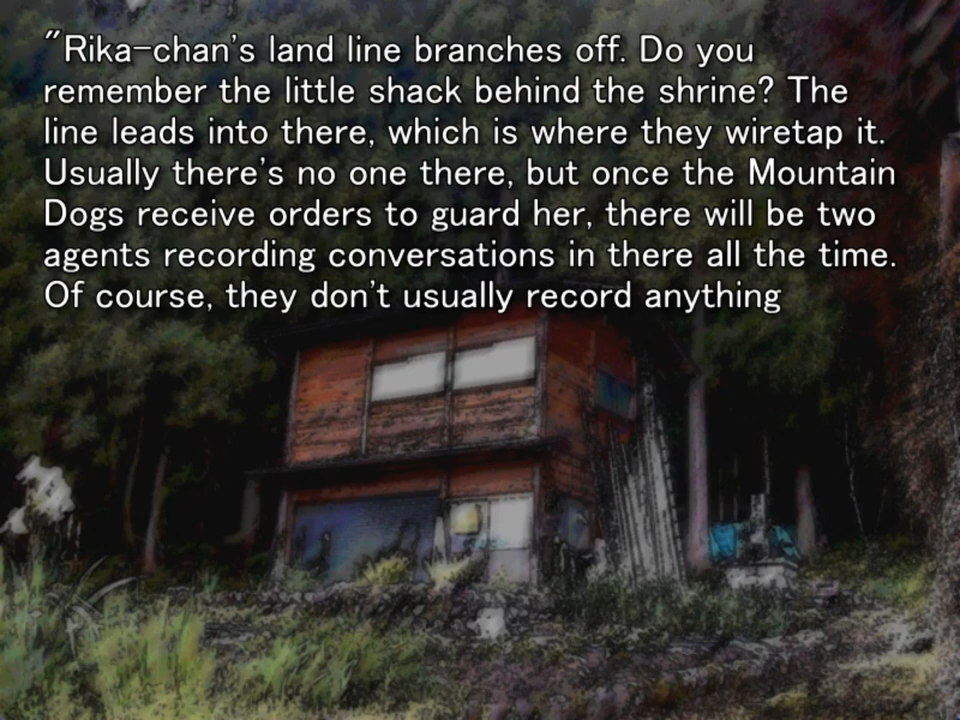 "Rika-chan's land line branches off. Do you
remember the little shack behind the shrine? The
line leads into there, which is where they wiretap it.
Usually there's no one there, but once the Mountain
Dogs receive orders to guard her, there will be two
agents recording conversations in there all the time.
Of course, they don't usually record anything